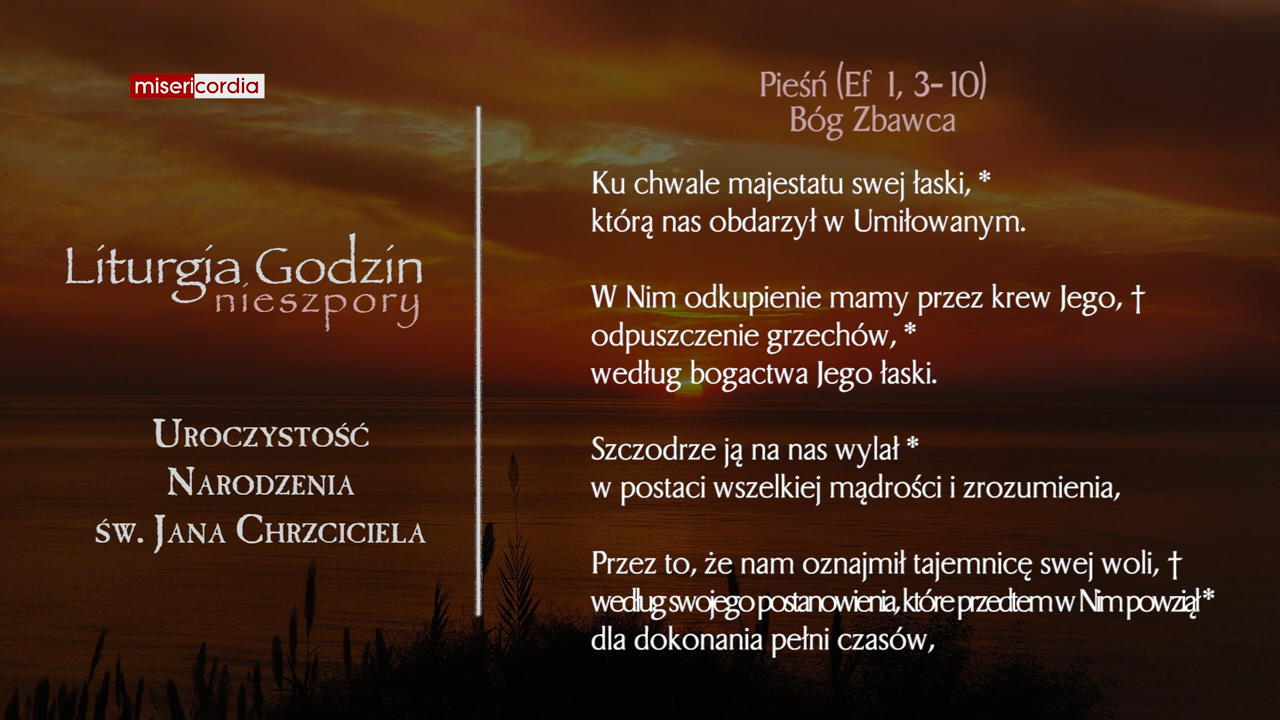 misericordia
Liturgia Godzin
nieszpory
Uroczystość
Narodzenia
św. Jana Chrzciciela
Pieśń (Ef 1, 3-10)
Bóg Zbawca
Ku chwale majestatu swej łaski, *
którą nas obdarzył w Umiłowanym.
W Nim odkupienie mamy przez krew Jego, †
odpuszczenie grzechów, *
według bogactwa Jego łaski.
Szczodrze ją na nas wylał *
w postaci wszelkiej mądrości i zrozumienia,
Przez to, że nam oznajmił tajemnicę swej woli, †
według swojego postanowienia, które przedtem w Nim powziął *
dla dokonania pełni czasów,